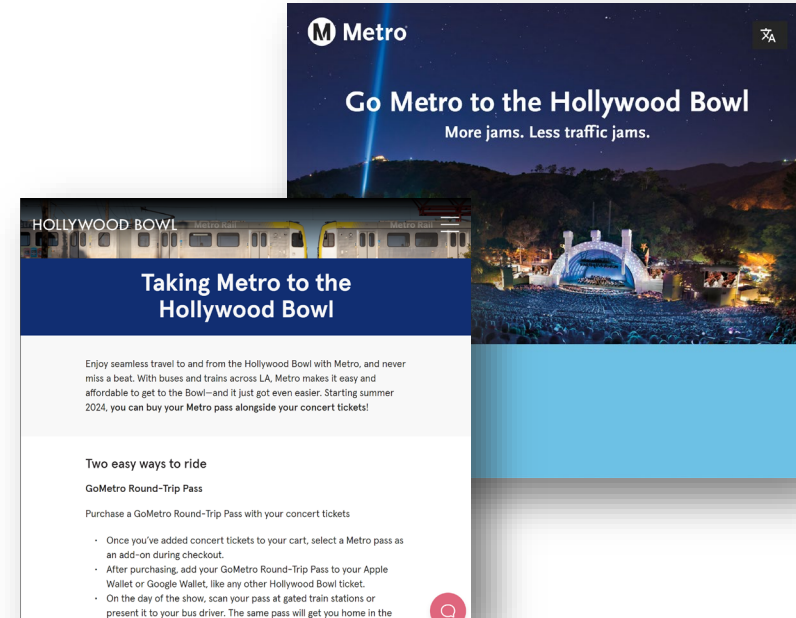 M Metro
Go Metro to the Hollywood Bowl
More jams. Less traffic jams.
HOLLYWOOD BOWL
Metro Rail
Metro Rail
Taking Metro to the
Hollywood Bowl
Enjoy seamless travel to and from the Hollywood Bowl with Metro, and never
miss a beat. With buses and trains across LA, Metro makes it easy and
affordable to get to the Bowl—and it just got even easier. Starting summer
2024, you can buy your Metro pass alongside your concert tickets!
Two easy ways to ride
GoMetro Round-Trip Pass
Purchase a GoMetro Round-Trip Pass with your concert tickets
• Once you've added concert tickets to your cart, select a Metro pass as
an add-on during checkout.
• After purchasing, add your GoMetro Round-Trip Pass to your Apple
Wallet or Google Wallet, like any other Hollywood Bowl ticket.
• On the day of the show, scan your pass at gated train stations or
present it to your bus driver. The same pass will get you home in the